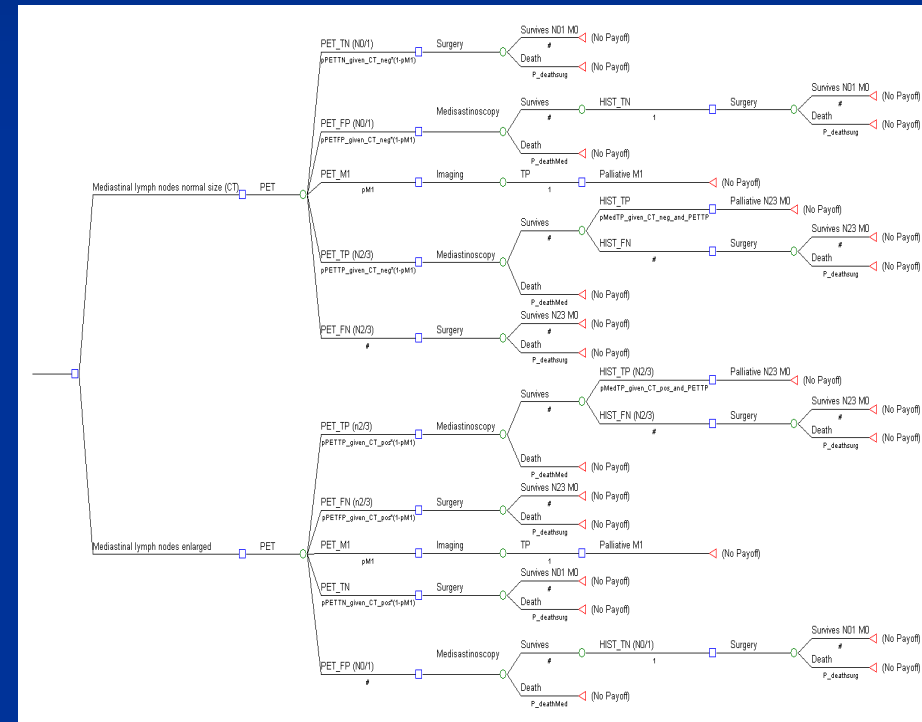 Survives N01 M0
(No Payoff)
#
PET_TN (N0/1)
Surgery
pPETTN_given_CT_neg*(1-pM1)
Death
(No Payoff)
P_deathsurg
Survives N01 M0
(No Payoff)
#
Survives
HIST_TN
Surgery
#
1
Medisastinoscopy
Death
(No Payoff)
P_deathsurg
PET_FP (N0/1)
pPETFP_given_CT_neg*(1-pM1)
Death
(No Payoff)
P_deathMed
PET_M1
Imaging
TP
Palliative M1
(No Payoff)
pM1
1
Mediastinal lymph nodes normal size (CT)
PET
HIST_TP
Palliative N23 M0
(No Payoff)
pMedTP_given_CT_neg_and_PETTP
Survives
#
Survives N23 M0
(No Payoff)
#
HIST_FN
Surgery
#
Death
(No Payoff)
P_deathsurg
PET_TP (N2/3)
Mediastinoscopy
pPETTP_given_CT_neg*(1-pM1)
Death
(No Payoff)
P_deathMed
Survives N23 M0
(No Payoff)
#
PET_FN (N2/3)
Surgery
#
Death
(No Payoff)
P_deathsurg
HIST_TP (N2/3)
Palliative N23 M0
(No Payoff)
pMedTP_given_CT_pos_and_PETTP
Survives
#
Survives N23 M0
(No Payoff)
#
HIST_FN (N2/3)
Surgery
#
Death
(No Payoff)
P_deathsurg
PET_TP (n2/3)
Mediastinoscopy
pPETTP_given_CT_pos*(1-pM1)
Death
(No Payoff)
P_deathMed
Survives N23 M0
(No Payoff)
#
PET_FN (n2/3)
Surgery
pPETFP_given_CT_pos*(1-pM1)
Death
(No Payoff)
P_deathsurg
Mediastinal lymph nodes enlarged
PET
PET_M1
Imaging
TP
Palliative M1
(No Payoff)
pM1
1
Survives N01 M0
(No Payoff)
#
PET_TN
Surgery
pPETTN_given_CT_pos*(1-pM1)
Death
(No Payoff)
P_deathsurg
Survives N01 M0
(No Payoff)
#
Survives
HIST_TN (N0/1)
Surgery
#
1
Medisastinoscopy
Death
(No Payoff)
P_deathsurg
PET_FP (N0/1)
#
Death
(No Payoff)
P_deathMed